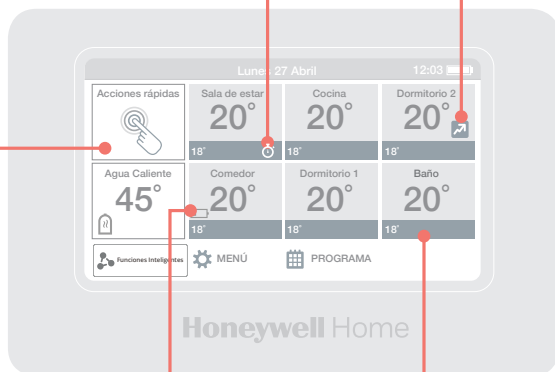 Lunes 27 Abril 12:03
Acciones rápidas
Sala de estar
20°
18°
Cocina
20°
18°
Dormitorio 2
20°
18°
Agua Caliente
45°
Comedor
20°
18°
Dormitorio 1
20°
18°
Baño
20°
18°
Funciones Inteligentes
MENÚ
PROGRAMA
Honeywell Home